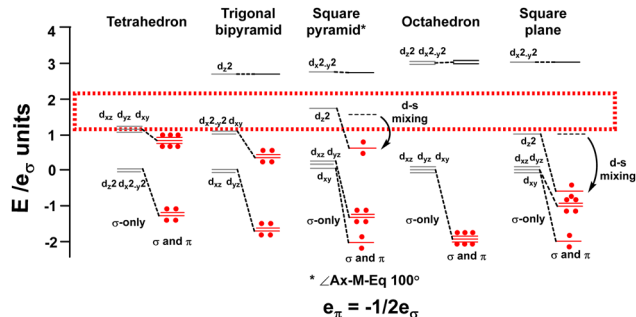 Tetrahedron
Trigonal
bipyramid
Square
pyramid*
Octahedron
Square
plane
E /eσ units
4
3
2
1
0
-1
-2
dxz dyz dxy
dz2 dx2-y2
σ-only
σ and π
dz2
dx2-y2 dxy
dxz dyz
σ-only
σ and π
dx2-y2
dz2
d-s
mixing
dxz dyz
dxy
σ-only
σ and π
dz2 dx2-y2
dxz dyz dxy
σ-only
σ and π
dx2-y2
dz2
d-s
mixing
dxz dyz
dxy
σ-only
σ and π
* ∠Ax-M-Eq 100°
eπ = -1/2eσ